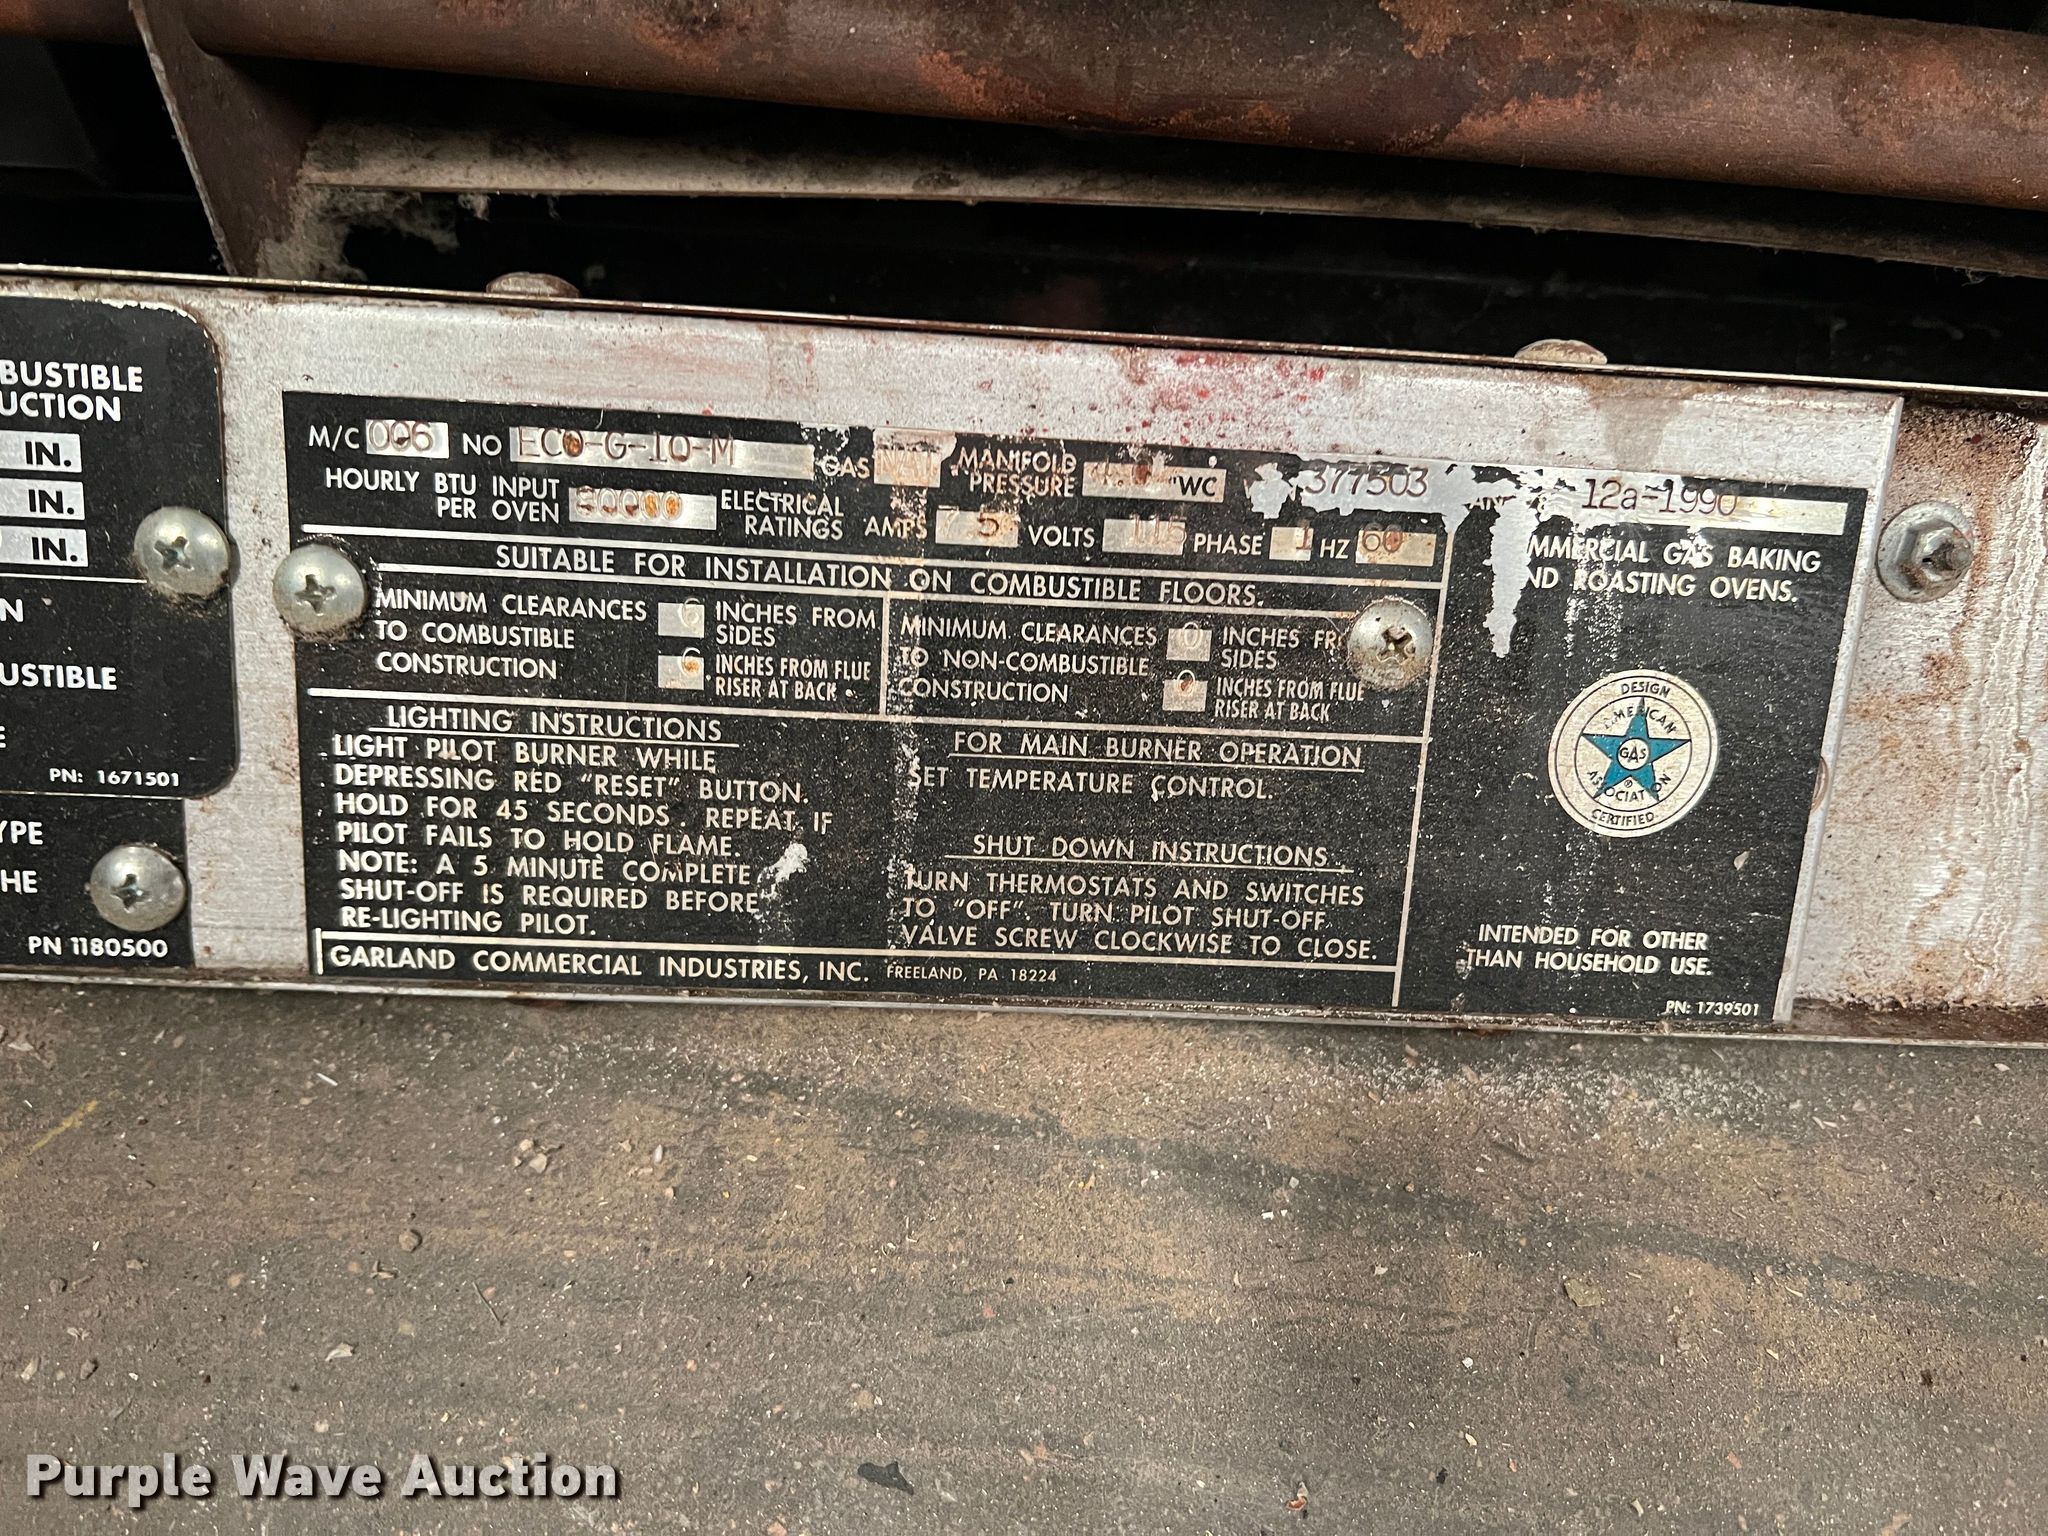 BUSTIBLE
UCTION
IN.
IN.
IN.
N
USTIBLE
E
PN: 1671501
YPE
HE
PN 1180500
M/C 006 NO ECO-G-10-M GAS NAT MANIFOLD PRESSURE "WC 377503 12a-1990
HOURLY BTU INPUT PER OVEN ELECTRICAL RATINGS AMPS 7.5 VOLTS 115 PHASE 1 HZ 60
SUITABLE FOR INSTALLATION ON COMBUSTIBLE FLOORS.
MINIMUM CLEARANCES 6 INCHES FROM
TO COMBUSTIBLE SIDES
CONSTRUCTION 6 INCHES FROM FLUE
RISER AT BACK
MINIMUM CLEARANCES 0 INCHES FR
TO NON-COMBUSTIBLE SIDES
CONSTRUCTION 0 INCHES FROM FLUE
RISER AT BACK
LIGHTING INSTRUCTIONS
LIGHT PILOT BURNER WHILE
DEPRESSING RED "RESET" BUTTON.
HOLD FOR 45 SECONDS. REPEAT IF
PILOT FAILS TO HOLD FLAME.
NOTE: A 5 MINUTE COMPLETE
SHUT-OFF IS REQUIRED BEFORE
RE-LIGHTING PILOT.
FOR MAIN BURNER OPERATION
SET TEMPERATURE CONTROL.
SHUT DOWN INSTRUCTIONS
TURN THERMOSTATS AND SWITCHES
TO "OFF". TURN PILOT SHUT-OFF
VALVE SCREW CLOCKWISE TO CLOSE.
GARLAND COMMERCIAL INDUSTRIES, INC. FREELAND, PA 18224
MMERCIAL GAS BAKING
ND ROASTING OVENS.
DESIGN
AMERICAN
GAS
®
ASSOCIATION
CERTIFIED
INTENDED FOR OTHER
THAN HOUSEHOLD USE.
PN: 1739501
Purple Wave Auction